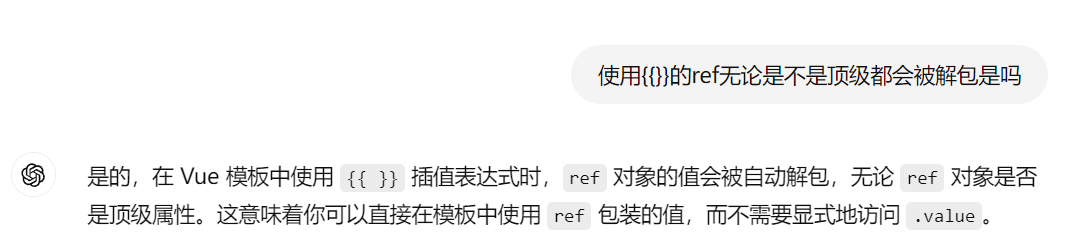 使用{{}}的ref无论是不是顶级都会被解包是吗
是的，在 Vue 模板中使用 {{ }} 插值表达式时， ref 对象的值会被自动解包，无论 ref 对象是否
是顶级属性。这意味着你可以直接在模板中使用 ref 包装的值，而不需要显式地访问 .value 。